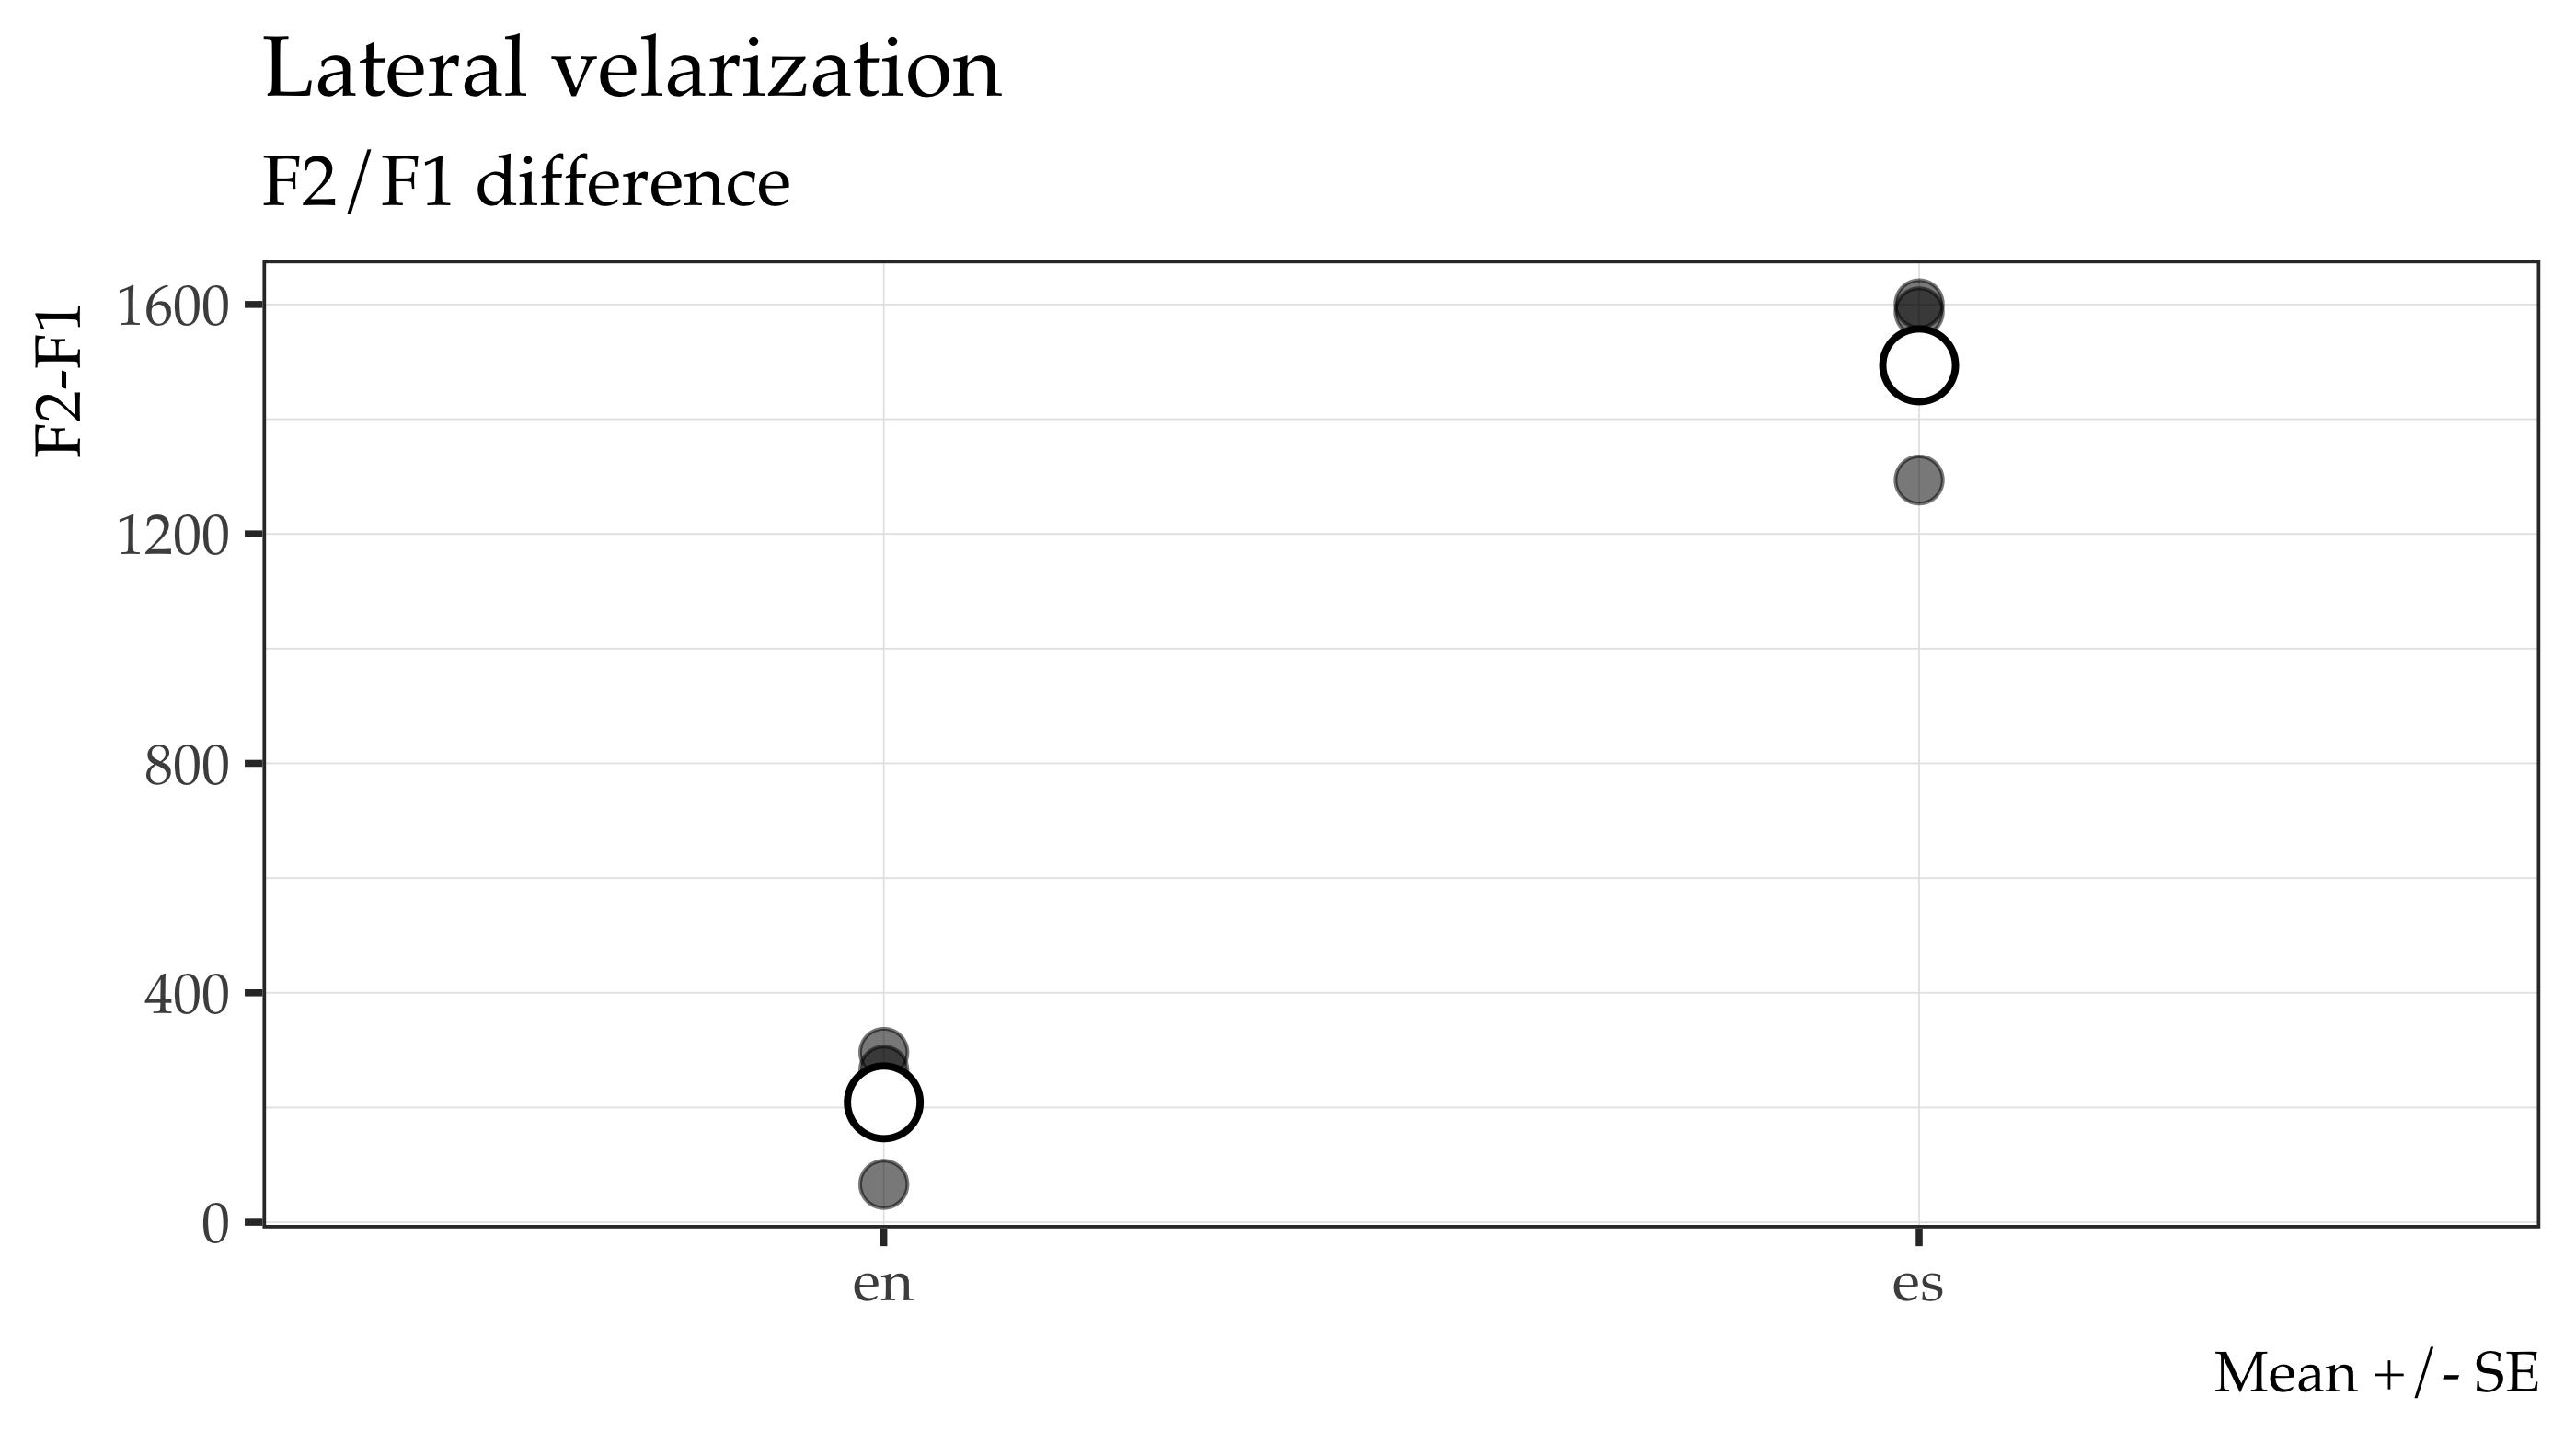 Lateral velarization
F2/F1 difference
F2-F1
1600
1200
800
400
0
en
es
Mean +/- SE